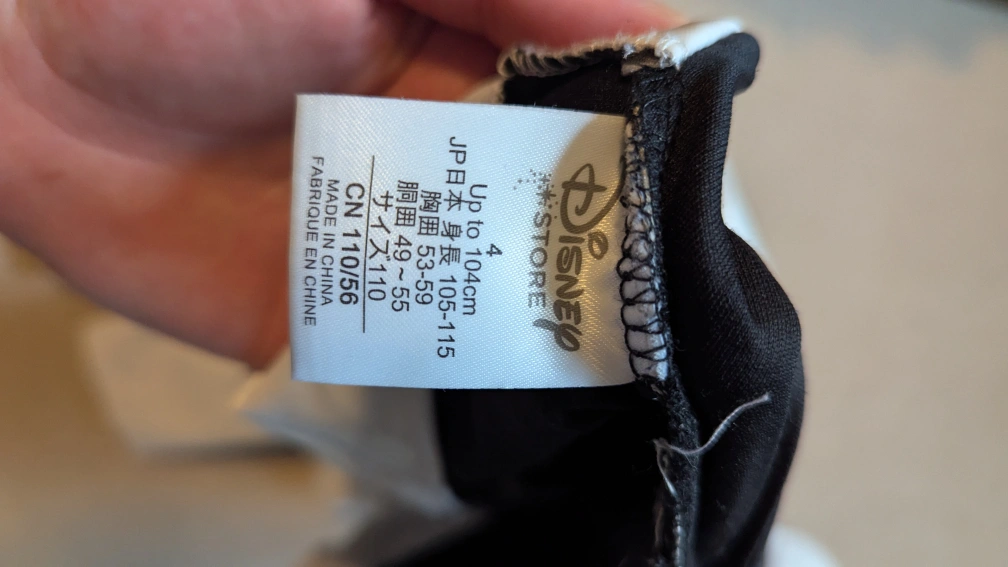 Disney
STORE
4
Up to 104cm
JP日本 身長 105-115
胸囲 53-59
胴囲 49~55
サイズ110
CN 110/56
MADE IN CHINA
FABRIQUE EN CHINE